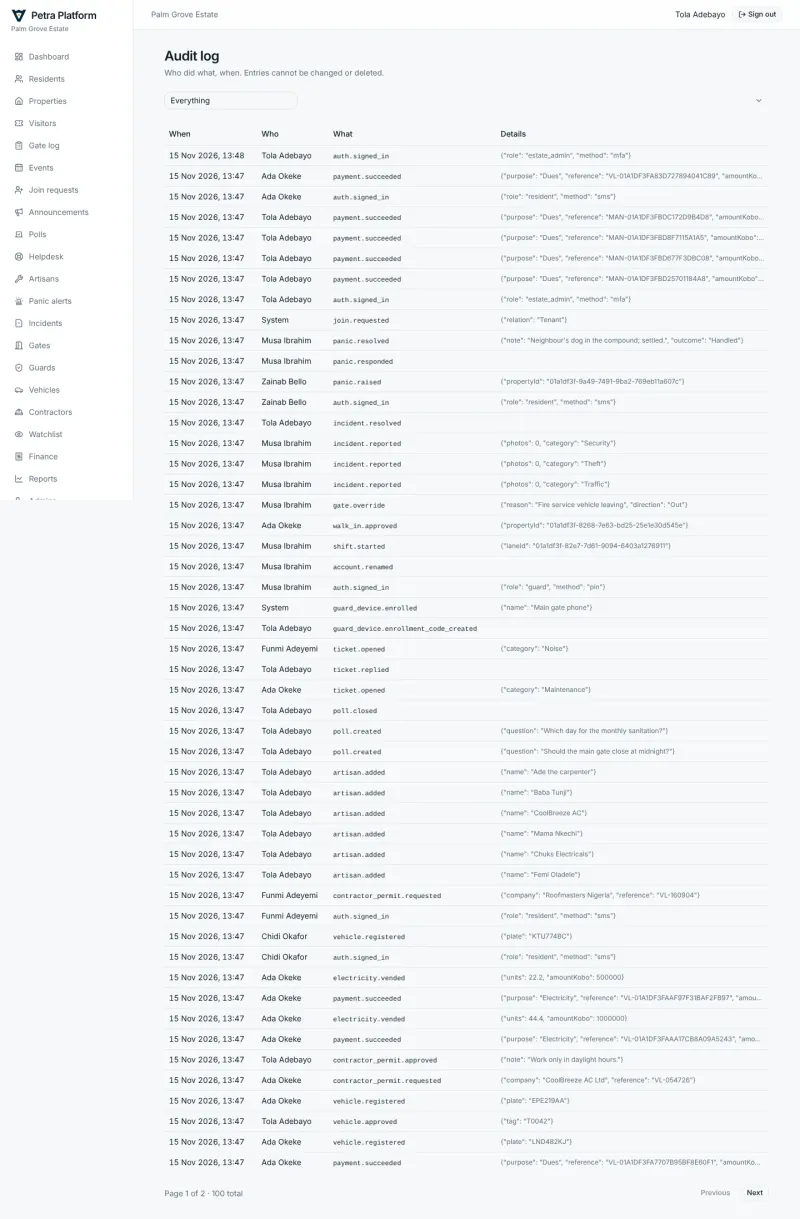 Petra Platform
Palm Grove Estate
Palm Grove Estate
Tola Adebayo
Sign out
Dashboard
Residents
Properties
Visitors
Gate log
Events
Join requests
Announcements
Polls
Helpdesk
Artisans
Panic alerts
Incidents
Gates
Guards
Vehicles
Contractors
Watchlist
Finance
Reports
Audit log
Who did what, when. Entries cannot be changed or deleted.
Everything
When Who What Details
15 Nov 2026, 13:48 Tola Adebayo auth.signed_in {"role": "estate_admin", "method": "mfa"}
15 Nov 2026, 13:47 Ada Okeke payment.succeeded {"purpose": "Dues", "reference": "VL-01A1DF3FA83D727894041C89", "amountKo...
15 Nov 2026, 13:47 Ada Okeke auth.signed_in {"role": "resident", "method": "sms"}
15 Nov 2026, 13:47 Tola Adebayo payment.succeeded {"purpose": "Dues", "reference": "MAN-01A1DF3FBDC172D9B4D8", "amountKobo...
15 Nov 2026, 13:47 Tola Adebayo payment.succeeded {"purpose": "Dues", "reference": "MAN-01A1DF3FBD8F7115A1A5", "amountKobo":...
15 Nov 2026, 13:47 Tola Adebayo payment.succeeded {"purpose": "Dues", "reference": "MAN-01A1DF3FBD677F3DBC08", "amountKobo...
15 Nov 2026, 13:47 Tola Adebayo payment.succeeded {"purpose": "Dues", "reference": "MAN-01A1DF3FBD25701184A8", "amountKobo"...
15 Nov 2026, 13:47 Tola Adebayo auth.signed_in {"role": "estate_admin", "method": "mfa"}
15 Nov 2026, 13:47 System join.requested {"relation": "Tenant"}
15 Nov 2026, 13:47 Musa Ibrahim panic.resolved {"note": "Neighbour's dog in the compound; settled.", "outcome": "Handled"}
15 Nov 2026, 13:47 Musa Ibrahim panic.responded
15 Nov 2026, 13:47 Zainab Bello panic.raised {"propertyId": "01a1df3f-9a49-7491-9ba2-768eb11a607c"}
15 Nov 2026, 13:47 Zainab Bello auth.signed_in {"role": "resident", "method": "sms"}
15 Nov 2026, 13:47 Tola Adebayo incident.resolved
15 Nov 2026, 13:47 Musa Ibrahim incident.reported {"photos": 0, "category": "Security"}
15 Nov 2026, 13:47 Musa Ibrahim incident.reported {"photos": 0, "category": "Theft"}
15 Nov 2026, 13:47 Musa Ibrahim incident.reported {"photos": 0, "category": "Traffic"}
15 Nov 2026, 13:47 Musa Ibrahim gate.override {"reason": "Fire service vehicle leaving", "direction": "Out"}
15 Nov 2026, 13:47 Ada Okeke walk_in.approved {"propertyId": "01a1df3f-8268-7e63-bd25-25e1e30d545e"}
15 Nov 2026, 13:47 Musa Ibrahim shift.started {"laneId": "01a1df3f-82e7-7d61-9094-6403a1276911"}
15 Nov 2026, 13:47 Musa Ibrahim account.renamed
15 Nov 2026, 13:47 Musa Ibrahim auth.signed_in {"role": "guard", "method": "pin"}
15 Nov 2026, 13:47 System guard_device.enrolled {"name": "Main gate phone"}
15 Nov 2026, 13:47 Tola Adebayo guard_device.enrollment_code_created
15 Nov 2026, 13:47 Funmi Adeyemi ticket.opened {"category": "Noise"}
15 Nov 2026, 13:47 Tola Adebayo ticket.replied
15 Nov 2026, 13:47 Ada Okeke ticket.opened {"category": "Maintenance"}
15 Nov 2026, 13:47 Tola Adebayo poll.closed
15 Nov 2026, 13:47 Tola Adebayo poll.created {"question": "Which day for the monthly sanitation?"}
15 Nov 2026, 13:47 Tola Adebayo poll.created {"question": "Should the main gate close at midnight?"}
15 Nov 2026, 13:47 Tola Adebayo artisan.added {"name": "Ade the carpenter"}
15 Nov 2026, 13:47 Tola Adebayo artisan.added {"name": "Baba Tunji"}
15 Nov 2026, 13:47 Tola Adebayo artisan.added {"name": "CoolBreeze AC"}
15 Nov 2026, 13:47 Tola Adebayo artisan.added {"name": "Mama Nkechi"}
15 Nov 2026, 13:47 Tola Adebayo artisan.added {"name": "Chuks Electricals"}
15 Nov 2026, 13:47 Tola Adebayo artisan.added {"name": "Femi Oladele"}
15 Nov 2026, 13:47 Funmi Adeyemi contractor_permit.requested {"company": "Roofmasters Nigeria", "reference": "VL-160904"}
15 Nov 2026, 13:47 Funmi Adeyemi auth.signed_in {"role": "resident", "method": "sms"}
15 Nov 2026, 13:47 Chidi Okafor vehicle.registered {"plate": "KTU774BC"}
15 Nov 2026, 13:47 Chidi Okafor auth.signed_in {"role": "resident", "method": "sms"}
15 Nov 2026, 13:47 Ada Okeke electricity.vended {"units": 22.2, "amountKobo": 500000}
15 Nov 2026, 13:47 Ada Okeke payment.succeeded {"purpose": "Electricity", "reference": "VL-01A1DF3FAAF97F31BAF2FB97", "amou...
15 Nov 2026, 13:47 Ada Okeke electricity.vended {"units": 44.4, "amountKobo": 1000000}
15 Nov 2026, 13:47 Ada Okeke payment.succeeded {"purpose": "Electricity", "reference": "VL-01A1DF3FAAA17CB8A09A5243", "amo...
15 Nov 2026, 13:47 Tola Adebayo contractor_permit.approved {"note": "Work only in daylight hours."}
15 Nov 2026, 13:47 Ada Okeke contractor_permit.requested {"company": "CoolBreeze AC Ltd", "reference": "VL-054726"}
15 Nov 2026, 13:47 Ada Okeke vehicle.registered {"plate": "EPE219AA"}
15 Nov 2026, 13:47 Tola Adebayo vehicle.approved {"tag": "T0042"}
15 Nov 2026, 13:47 Ada Okeke vehicle.registered {"plate": "LND482KJ"}
15 Nov 2026, 13:47 Ada Okeke payment.succeeded {"purpose": "Dues", "reference": "VL-01A1DF3FA7707B95BF8E60F1", "amountKo...
Page 1 of 2 · 100 total
Previous
Next